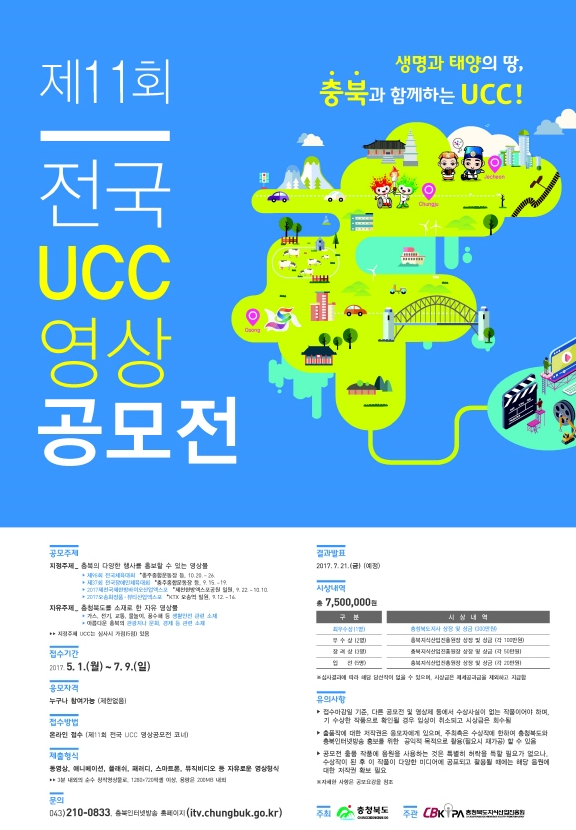 제11회
전국
UCC
영상
공모전
생명과 태양의 땅,
충북과 함께하는 UCC!
Jecheon
Chungju
Osong
공모주제
지정주제_ 충북의 다양한 행사를 홍보할 수 있는 영상물
▸ 제98회 전국체육대회 *충주종합운동장 등, 10.20. - 26.
▸ 제37회 전국장애인체육대회 *충주종합운동장 등, 9.15. -19.
▸ 2017제천국제한방바이오산업엑스포 *제천한방엑스포공원 일원, 9.22. - 10.10.
▸ 2017오송화장품·뷰티산업엑스포 *KTX 오송역 일원, 9.12. - 16.
자유주제_ 충청북도를 소재로 한 자유 영상물
▸ 가스, 전기, 교통, 물놀이, 풍수해 등 생활안전 관련 소재
▸ 아름다운 충북의 관광지나 문화, 경제 등 관련 소재
▸▸ 지정주제 UCC는 심사시 가점(5점) 있음
접수기간
2017. 5. 1.(월) ~ 7. 9.(일)
응모자격
누구나 참여가능 (제한없음)
접수방법
온라인 접수 (제11회 전국 UCC 영상공모전 코너)
제출형식
동영상, 애니메이션, 플래쉬, 패러디, 스마트폰, 뮤직비디오 등 자유로운 영상형식
▸▸ 3분 내외의 순수 창작영상물로, 1280×720픽셀 이상, 용량은 200MB 내외
문의
043)210-0833, 충북인터넷방송 홈페이지(itv.chungbuk.go.kr)
결과발표
2017. 7. 21.(금) (예정)
시상내역
총 7,500,000원
구 분 시 상 내 역
최우수상 (1명) 충청북도지사 상장 및 상금 (300만원)
우 수 상 (2명) 충북지식산업진흥원장 상장 및 상금 (각 100만원)
장 려 상 (3명) 충북지식산업진흥원장 상장 및 상금 (각 50만원)
입 선 (5명) 충북지식산업진흥원장 상장 및 상금 (각 20만원)
※심사결과에 따라 해당 당선작이 없을 수 있으며, 시상금은 제세공과금을 제외하고 지급함
유의사항
▸ 접수마감일 기준, 다른 공모전 및 영상제 등에서 수상사실이 없는 작품이어야 하며,
기 수상한 작품으로 확인될 경우 입상이 취소되고 시상금은 회수됨
▸ 출품작에 대한 저작권은 응모자에게 있으며, 주최측은 수상작에 한하여 충청북도와
충북인터넷방송 홍보를 위한 공익적 목적으로 활용(필요시 재가공) 할 수 있음
▸ 공모전 출품 작품에 음원을 사용하는 것은 특별히 허락을 득할 필요가 없으나,
수상작이 된 후 이 작품이 다양한 미디어에 공모되고 활용될 때에는 해당 음원에
대한 저작권 확보 필요
※자세한 사항은 공모요강을 참조
주최 충청북도
CHUNGCHEONGBUK-DO
주관 CBKIPA 충청북도지식산업진흥원